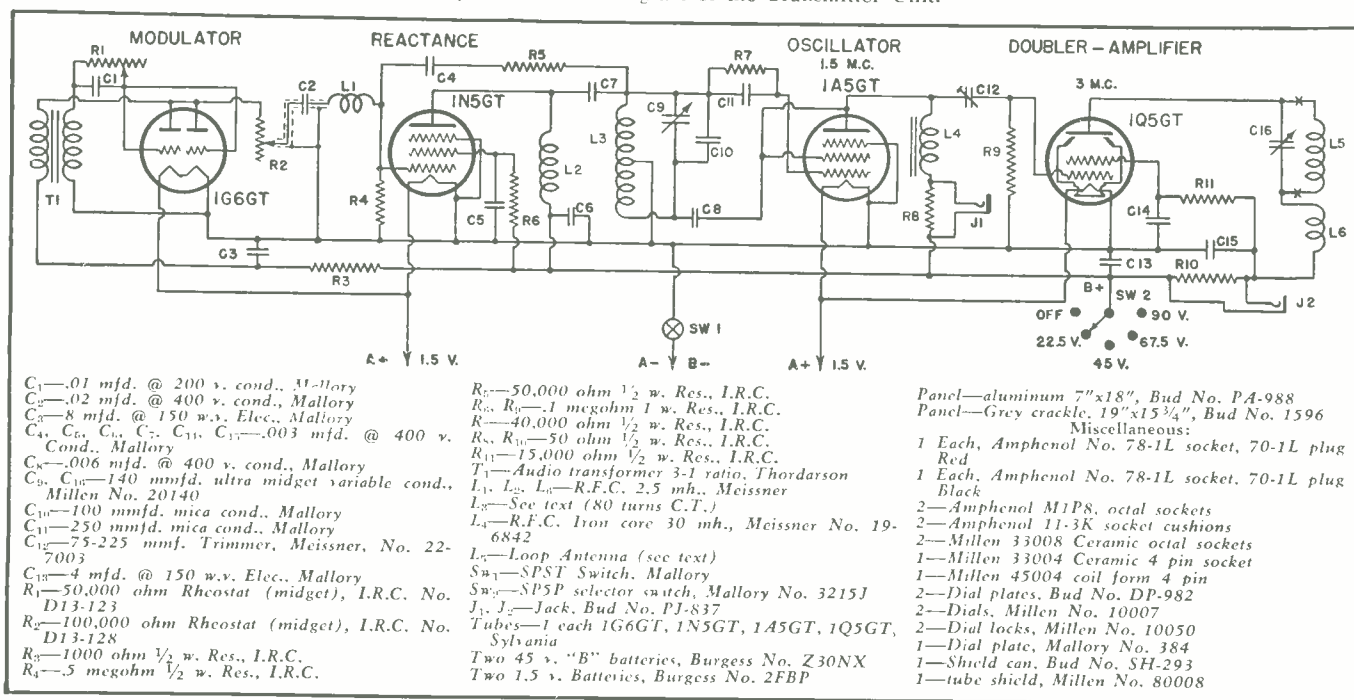 the Transmitter Unit.
MODULATOR
REACTANCE
OSCILLATOR
DOUBLER-AMPLIFIER
1.5 M.C.
3 M.C.
1G6GT
1N5GT
1A5GT
1Q5GT
R1
C1
T1
R2
C2
L1
C3
R3
R4
C4
R5
C5
R6
L2
C6
C7
L3
C9
C10
C8
R7
C11
L4
R8
J1
C12
R9
C14
R11
C15
C13
R10
C16
L5
L6
J2
B+
SW 2
OFF
90 V.
22.5 V.
67.5 V.
45 V.
SW 1
A+ 1.5 V.
A- B-
A+ 1.5 V.
C1—.01 mfd. @ 200 v. cond., Mallory
C2—.02 mfd. @ 400 v. cond., Mallory
C3—8 mfd. @ 150 w.v. Elec., Mallory
C4, C5, C6, C7, C14, —.003 mfd. @ 400 v.
Cond., Mallory
C8—.006 mfd. @ 400 v. cond., Mallory
C9, C16—140 mmfd. ultra midget variable cond.,
Millen No. 20140
C10—100 mmfd. mica cond., Mallory
C11—250 mmfd. mica cond., Mallory
C12—75-225 mmf. Trimmer, Meissner, No. 22-
7003
C13—4 mfd. @ 150 w.v. Elec., Mallory
R1—50,000 ohm Rheostat (midget), I.R.C. No.
D13-123
R2—100,000 ohm Rheostat (midget), I.R.C. No.
D13-128
R3—1000 ohm ½ w. Res., I.R.C.
R4—.5 megohm ½ w. Res., I.R.C.
R5—50,000 ohm ½ w. Res., I.R.C.
R6, R9—.1 megohm 1 w. Res., I.R.C.
R—40,000 ohm ½ w. Res., I.R.C.
R8, R10—50 ohm ½ w. Res., I.R.C.
R11—15,000 ohm ½ w. Res., I.R.C.
T1—Audio transformer 3-1 ratio, Thordarson
L1, L2, L6—R.F.C. 2.5 mh., Meissner
L3—See text (80 turns C.T.)
L4—R.F.C. Iron core 30 mh., Meissner No. 19-
6842
L5—Loop Antenna (see text)
Sw1—SPST Switch, Mallory
Sw2—SP5P selector switch, Mallory No. 3215J
J1, J2—Jack, Bud No. PJ-837
Tubes—1 each 1G6GT, 1N5GT, 1A5GT, 1Q5GT,
Sylvania
Two 45 v. "B" batteries, Burgess No. Z30NX
Two 1.5 v. Batteries, Burgess No. 2FBP
Panel—aluminum 7"x18", Bud No. PA-988
Panel—Grey crackle, 19"x15¾", Bud No. 1596
Miscellaneous:
1 Each, Amphenol No. 78-1L socket, 70-1L plug
Red
1 Each, Amphenol No. 78-1L socket, 70-1L plug
Black
2—Amphenol M1P8, octal sockets
2—Amphenol 11-3K socket cushions
2—Millen 33008 Ceramic octal sockets
1—Millen 33004 Ceramic 4 pin socket
1—Millen 45004 coil form 4 pin
2—Dial plates, Bud No. DP-982
2—Dials, Millen No. 10007
2—Dial locks, Millen No. 10050
1—Dial plate, Mallory No. 384
1—Shield can, Bud No. SH-293
1—tube shield, Millen No. 80008